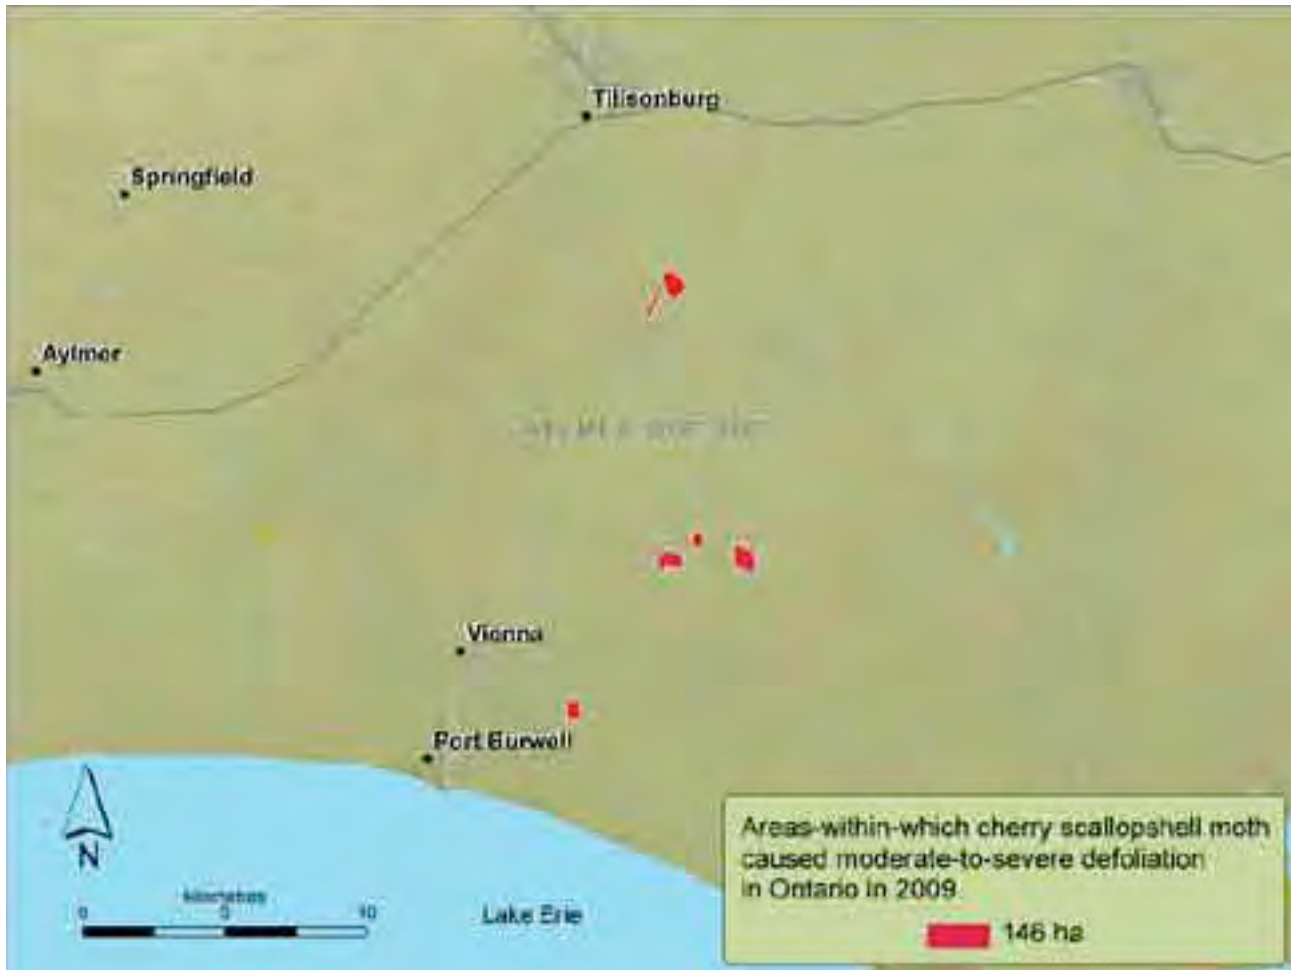 Tillsonburg
Springfield
Aylmer
Vienna
Port Burwell
Areas-within-which cherry scallopshell moth
caused moderate-to-severe defoliation
in Ontario in 2009
146 ha
N
kilometres
0 5 10
Lake Erie